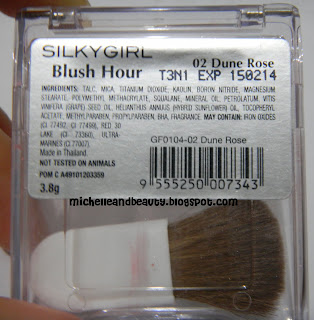 02 Dune Rose
SILKYGIRL
Blush Hour T3N1 EXP 150214
INGREDIENTS: TALC, MICA, TITANIUM DIOXIDE, KAOLIN, BORON NITREDE, MAGNESIUM
STEARATE, POLYMETHYL METHACRYLATE, SQUALANE, MINERAL OIL, PETROLATUM, VITIS
VINIFERA (GRAPE) SEED OIL, HELIANTHUS ANNUUS (HYBRID SUNFLOWER) OIL, TOCOPHERYL
ACETATE, METHYLPARABEN, PROPYLPARABEN, BHA, FRAGRANCE. MAY CONTAIN: IRON OXIDES
(CI 77492, CI 77499), RED 30
LAKE (CI 73360), ULTRA-
MARINES (CI 77007)
NOT TESTED ON ANIMALS
POM C A49101203359
Made in Thailand.
3.8g
GF0104-02 Dune Rose
9 555250 007343
michelleandbeauty.blogspot.com